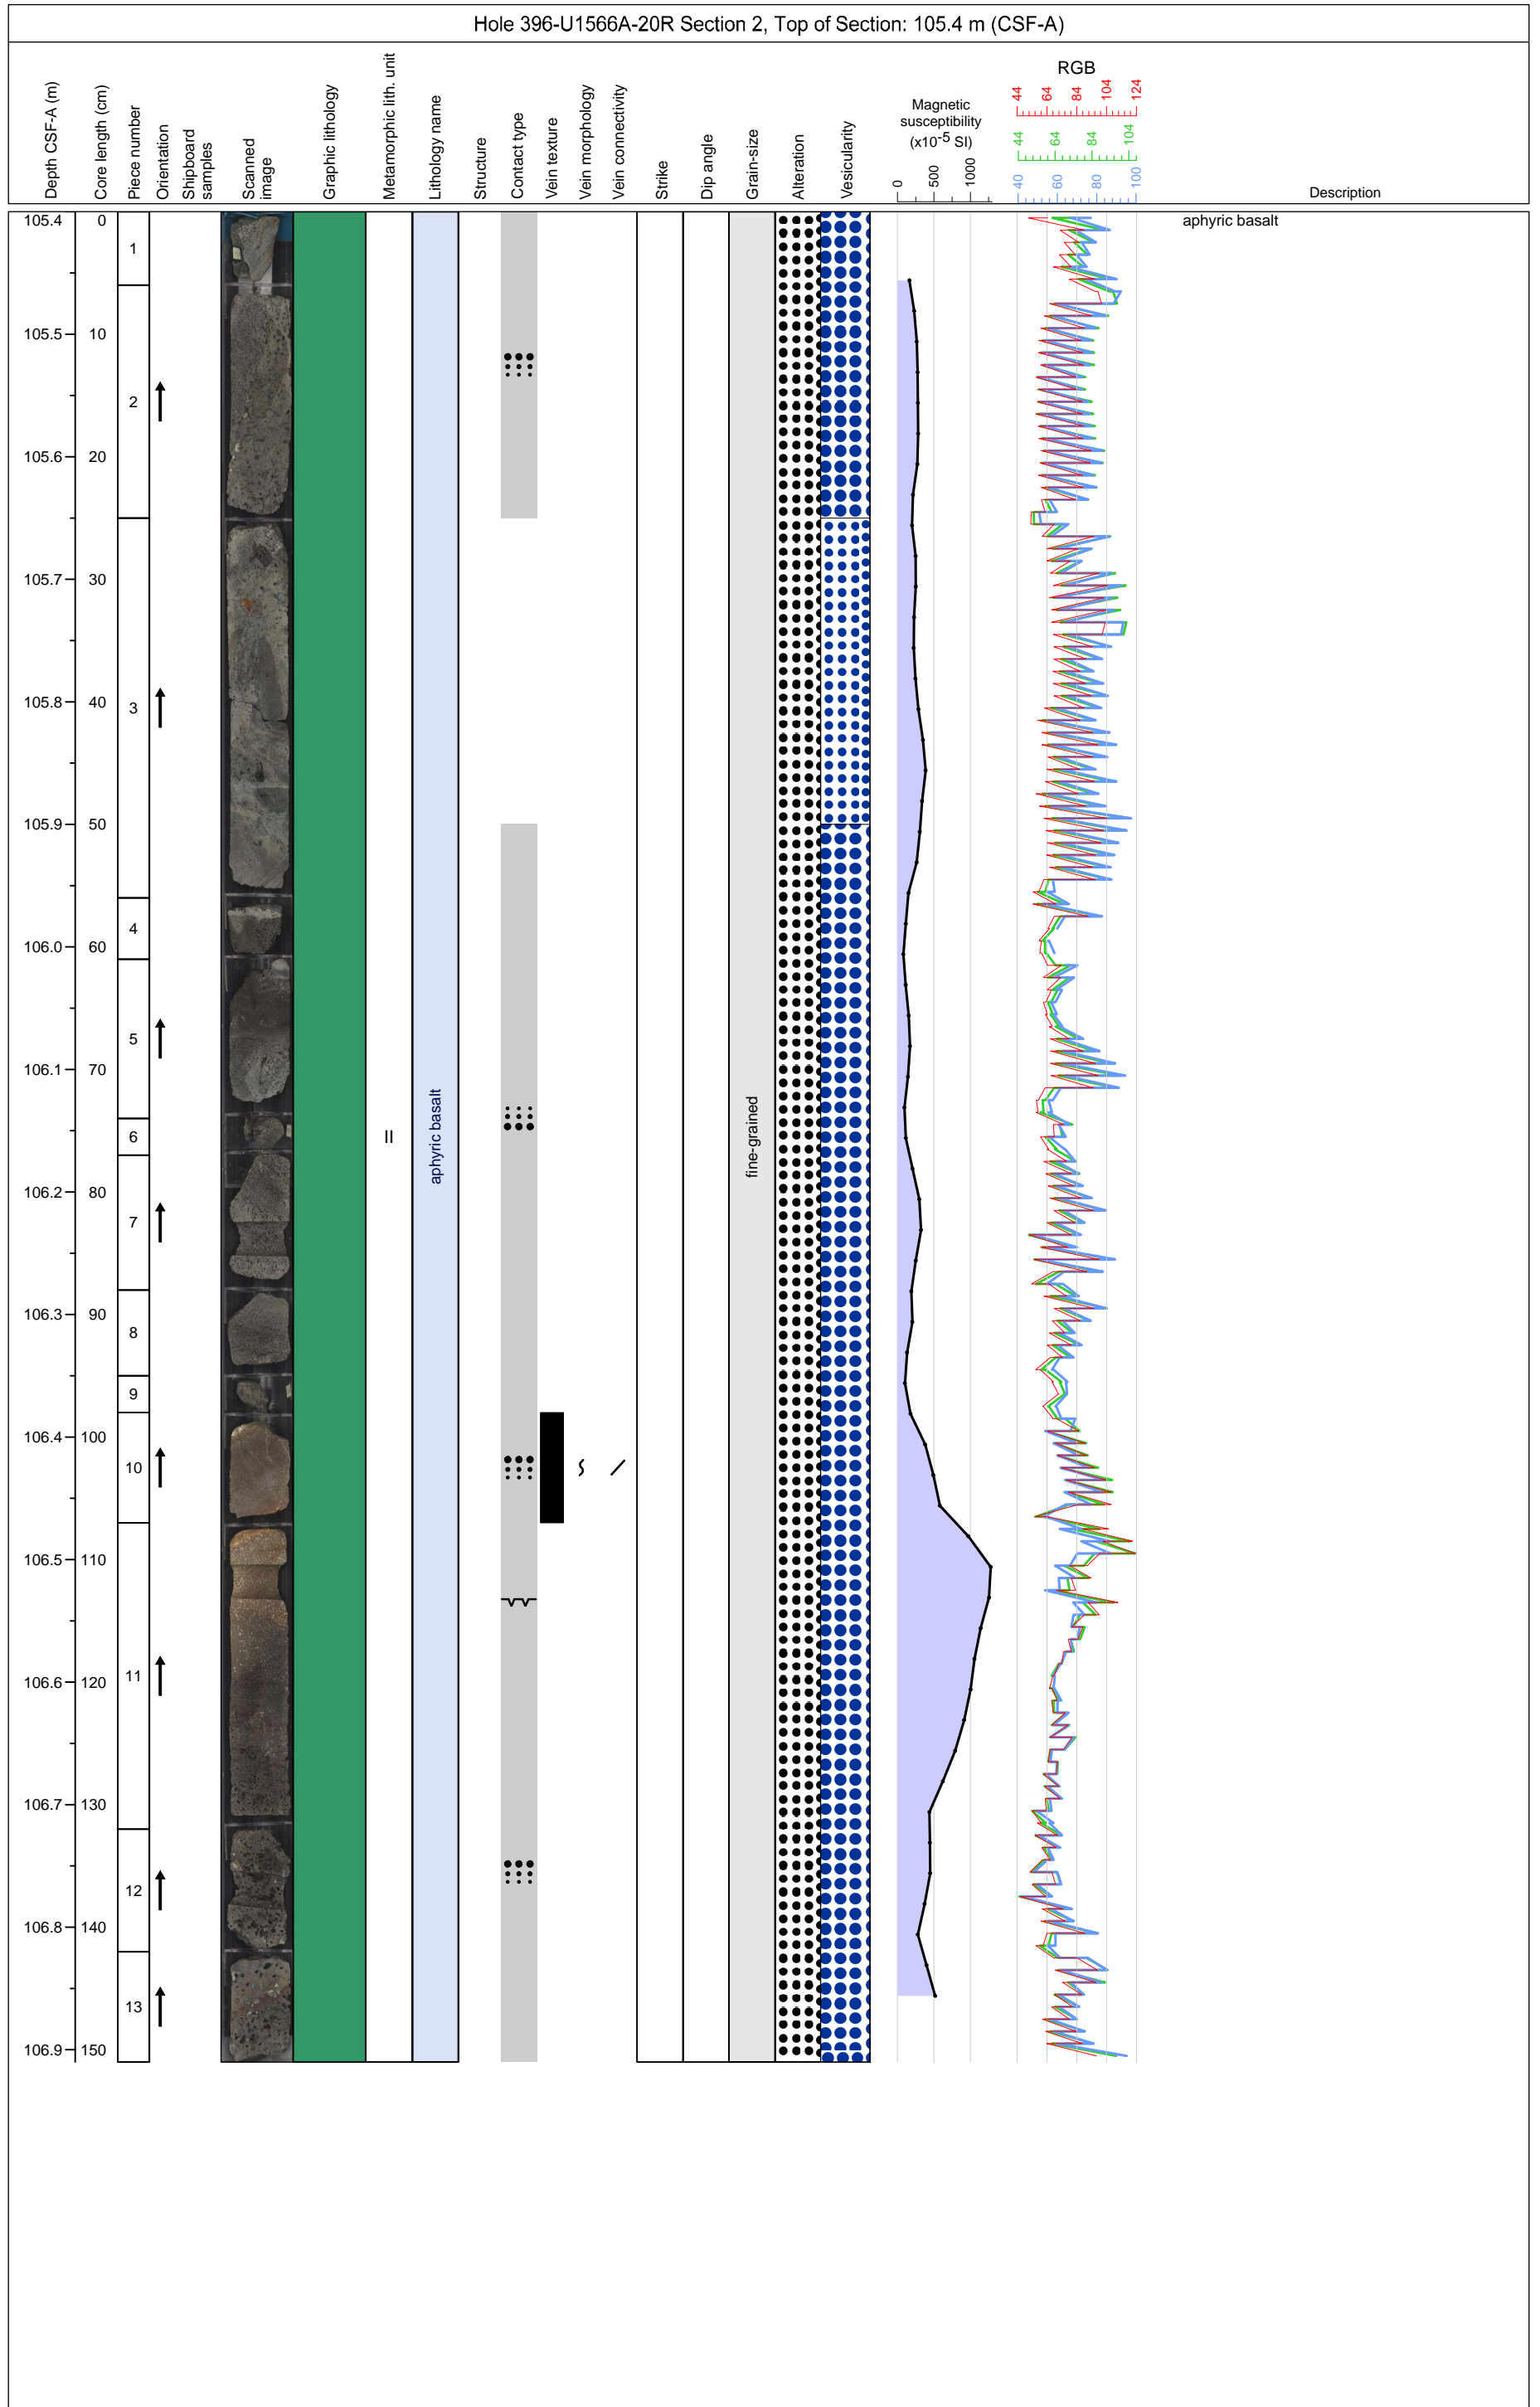 Hole 396-U1566A-20R Section 2, Top of Section: 105.4 m (CSF-A)
Depth CSF-A (m)
Core length (cm)
Piece number
Orientation
Shipboard
samples
Scanned
image
Graphic lithology
Metamorphic lith. unit
Lithology name
Structure
Contact type
Vein texture
Vein morphology
Vein connectivity
Strike
Dip angle
Grain-size
Alteration
Vesicularity
Magnetic
susceptibility
(x10-5 SI)
0 500 1000
RGB
44 64 84 104 124
44 64 84 104
40 60 80 100
Description
105.4 0
aphyric basalt
1
105.5 10
2
105.6 20
105.7 30
105.8 40
3
105.9 50
4
106.0 60
5
106.1 70
6
II
aphyric basalt
fine-grained
106.2 80
7
106.3 90
8
9
106.4 100
10
106.5 110
11
106.6 120
106.7 130
12
106.8 140
13
106.9 150